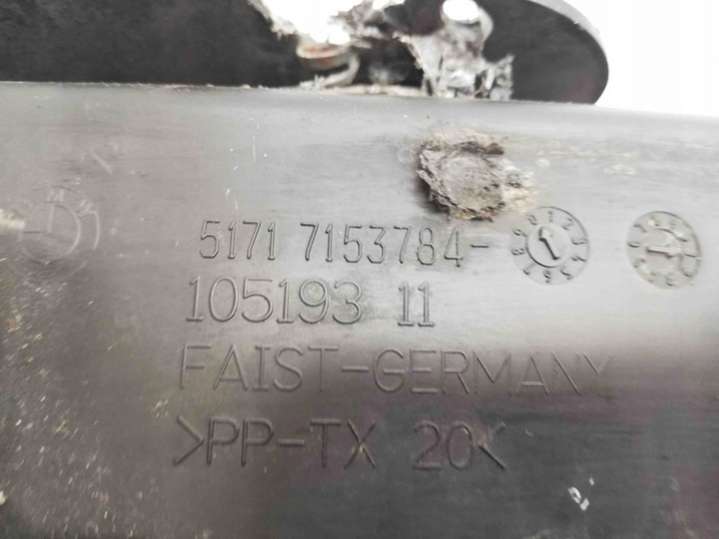 5171 7153784-
105193 11
FAIST-GERMANY
>PP-TX 20<